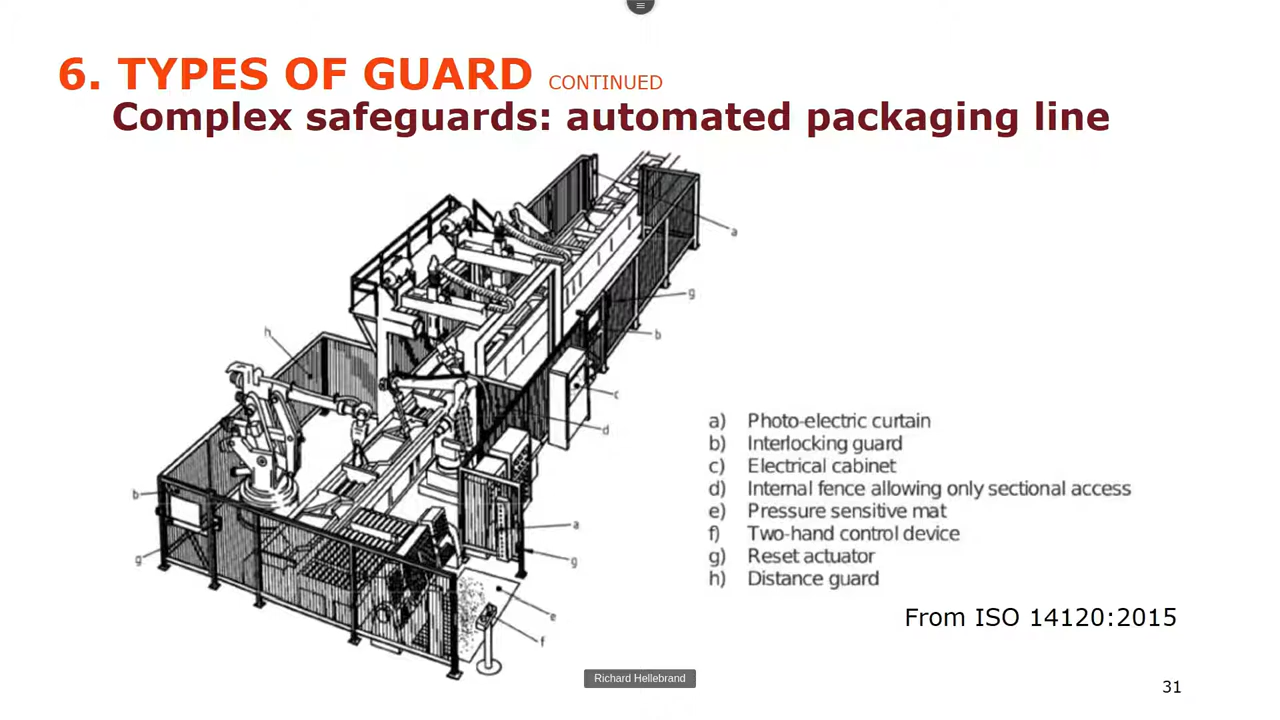 6. TYPES OF GUARD CONTINUED
Complex safeguards: automated packaging line
a
g
b
h
c
d
b
a
g
g
e
f
a) Photo-electric curtain
b) Interlocking guard
c) Electrical cabinet
d) Internal fence allowing only sectional access
e) Pressure sensitive mat
f) Two-hand control device
g) Reset actuator
h) Distance guard
From ISO 14120:2015
Richard Hellebrand
31